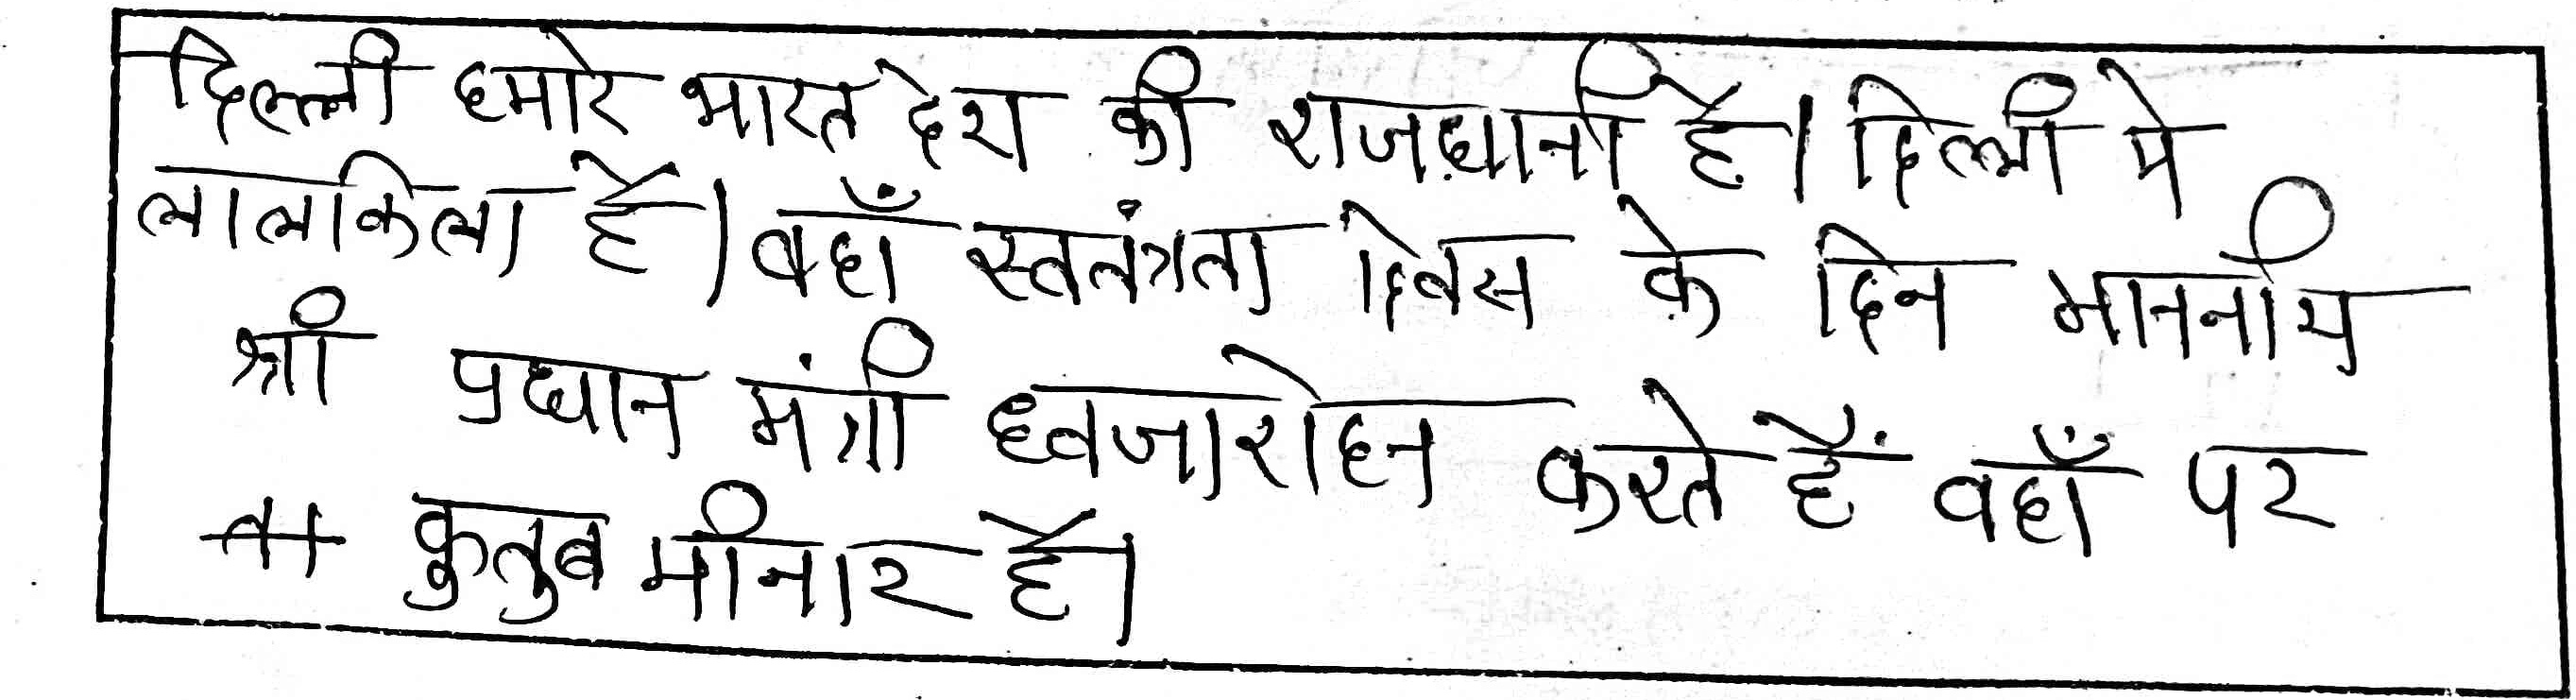 दिल्ली हमारे भारत देश की राजधानी है। दिल्ली मे
लालकिला है। वहाँ स्वतंत्रता दिवस के दिन माननीय
श्री प्रधान मंत्री ध्वजारोहन करते हैं वहाँ पर
कुतुब मीनार है।